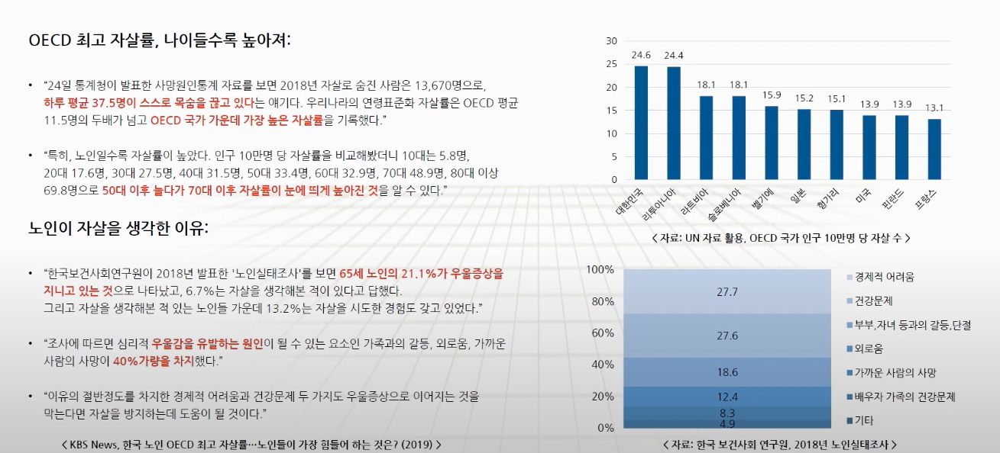 OECD 최고 자살률, 나이들수록 높아져:
• “24일 통계청이 발표한 사망원인통계 자료를 보면 2018년 자살로 숨진 사람은 13,670명으로,
하루 평균 37.5명이 스스로 목숨을 끊고 있다는 얘기다. 우리나라의 연령표준화 자살률은 OECD 평균
11.5명의 두배가 넘고 OECD 국가 가운데 가장 높은 자살률을 기록했다.”
• “특히, 노인일수록 자살률이 높았다. 인구 10만명 당 자살률을 비교해봤더니 10대는 5.8명,
20대 17.6명, 30대 27.5명, 40대 31.5명, 50대 33.4명, 60대 32.9명, 70대 48.9명, 80대 이상
69.8명으로 50대 이후 늘다가 70대 이후 자살률이 눈에 띄게 높아진 것을 알 수 있다.”
노인이 자살을 생각한 이유:
• “한국보건사회연구원이 2018년 발표한 '노인실태조사'를 보면 65세 노인의 21.1%가 우울증상을
지니고 있는 것으로 나타났고, 6.7%는 자살을 생각해본 적이 있다고 답했다.
그리고 자살을 생각해본 적 있는 노인들 가운데 13.2%는 자살을 시도한 경험도 갖고 있었다.”
• “조사에 따르면 심리적 우울감을 유발하는 원인이 될 수 있는 요소인 가족과의 갈등, 외로움, 가까운
사람의 사망이 40%가량을 차지했다.”
• “이유의 절반정도를 차지한 경제적 어려움과 건강문제 두 가지도 우울증상으로 이어지는 것을
막는다면 자살을 방지하는데 도움이 될 것이다.”
< KBS News, 한국 노인 OECD 최고 자살률…노인들이 가장 힘들어 하는 것은? (2019) >
30
25
20
15
10
5
0
24.6
24.4
18.1
18.1
15.9
15.2
15.1
13.9
13.9
13.1
대한민국
리투아니아
라트비아
슬로베니아
벨기에
일본
헝가리
미국
핀란드
프랑스
< 자료: UN 자료 활용, OECD 국가 인구 10만명 당 자살 수 >
100%
80%
60%
40%
20%
0%
27.7
27.6
18.6
12.4
8.3
4.9
경제적 어려움
건강문제
부부,자녀 등과의 갈등,단절
외로움
가까운 사람의 사망
배우자 가족의 건강문제
기타
< 자료: 한국 보건사회 연구원, 2018년 노인실태조사 >